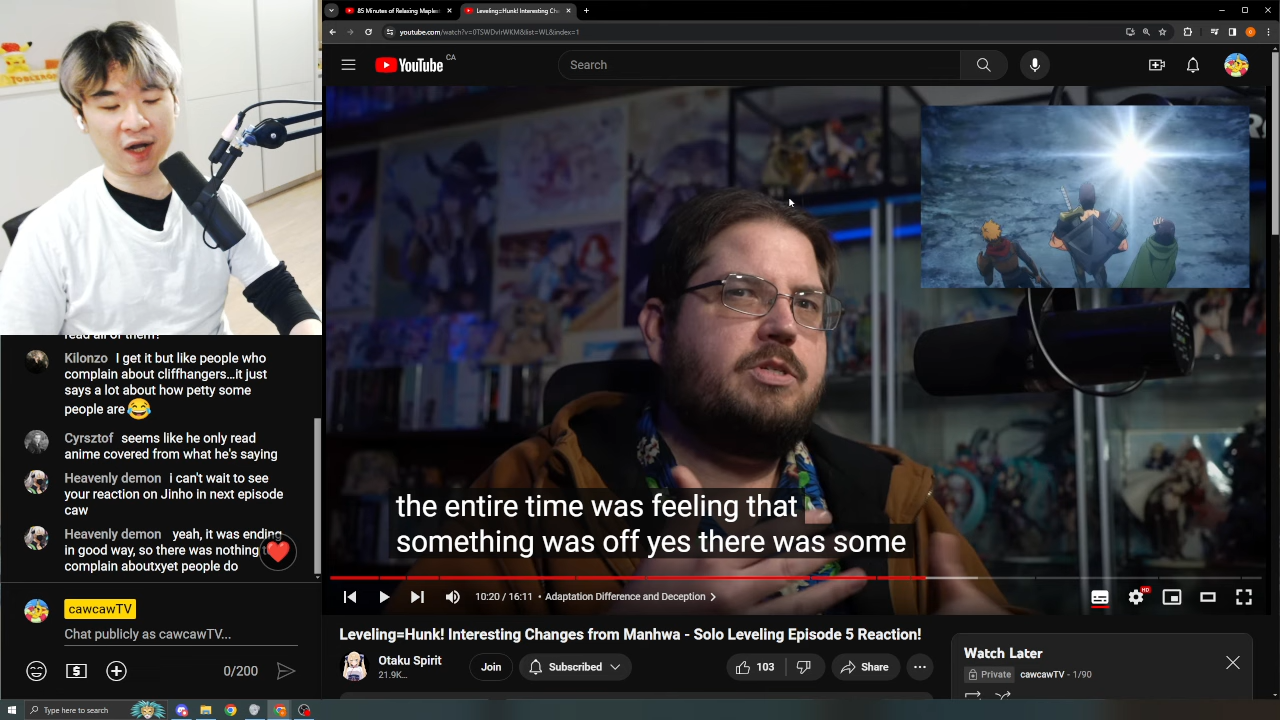 85 Minutes of Relaxing Maples
Leveling=Hunk! Interesting Ch
youtube.com/watch?v=0TSWDvIrWKM&list=WL&index=1
YouTube CA
Search
the entire time was feeling that
something was off yes there was some
10:20 / 16:11 • Adaptation Difference and Deception
HD
Leveling=Hunk! Interesting Changes from Manhwa - Solo Leveling Episode 5 Reaction!
Otaku Spirit
21.9K...
Join
Subscribed
103
Share
Watch Later
Private cawcawTV - 1/90
Kilonzo I get it but like people who
complain about cliffhangers...it just
says a lot about how petty some
people are😂
Cyrsztof seems like he only read
anime covered from what he's saying
Heavenly demon i can't wait to see
your reaction on Jinho in next episode
caw
Heavenly demon yeah, it was ending
in good way, so there was nothing
complain aboutxyet people do
cawcawTV
Chat publicly as cawcawTV...
0/200
Type here to search